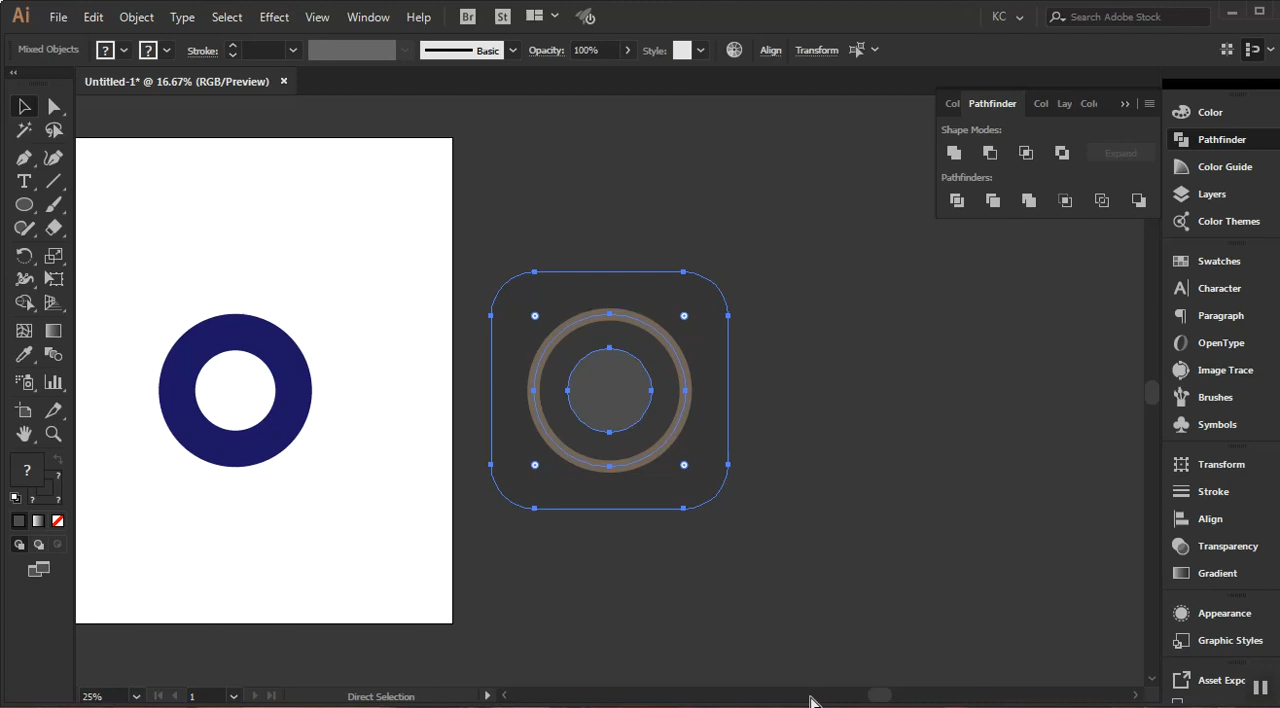 Ai File Edit Object Type Select Effect View Window Help Br St KC Search Adobe Stock
Mixed Objects ? ? Stroke: Basic Opacity: 100% Style: Align Transform
Untitled-1* @ 16.67% (RGB/Preview)
Col Pathfinder Col Lay Colo
Shape Modes:
Expand
Pathfinders:
Color
Pathfinder
Color Guide
Layers
Color Themes
Swatches
Character
Paragraph
OpenType
Image Trace
Brushes
Symbols
Transform
Stroke
Align
Transparency
Gradient
Appearance
Graphic Styles
Asset Expo
? ?
? ?
25% 1 Direct Selection